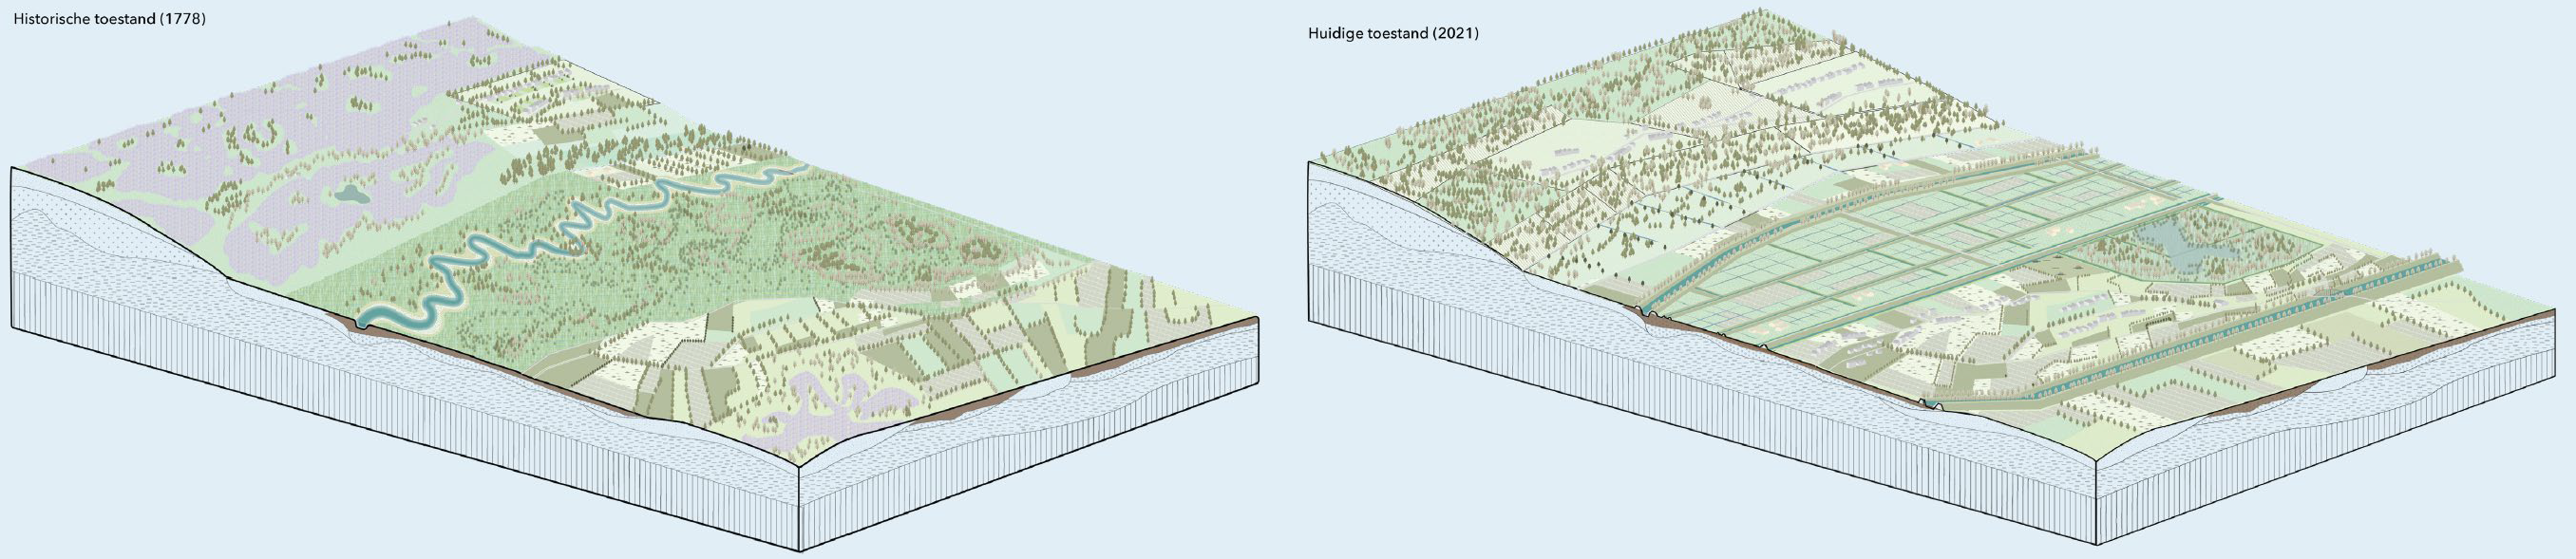 Historische toestand (1778)
Huidige toestand (2021)